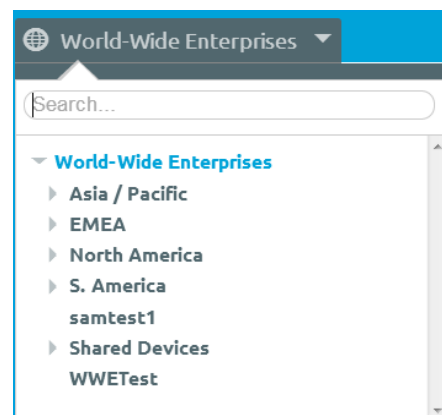 World-Wide Enterprises
Search...
World-Wide Enterprises
Asia / Pacific
EMEA
North America
S. America
samtest1
Shared Devices
WWETest